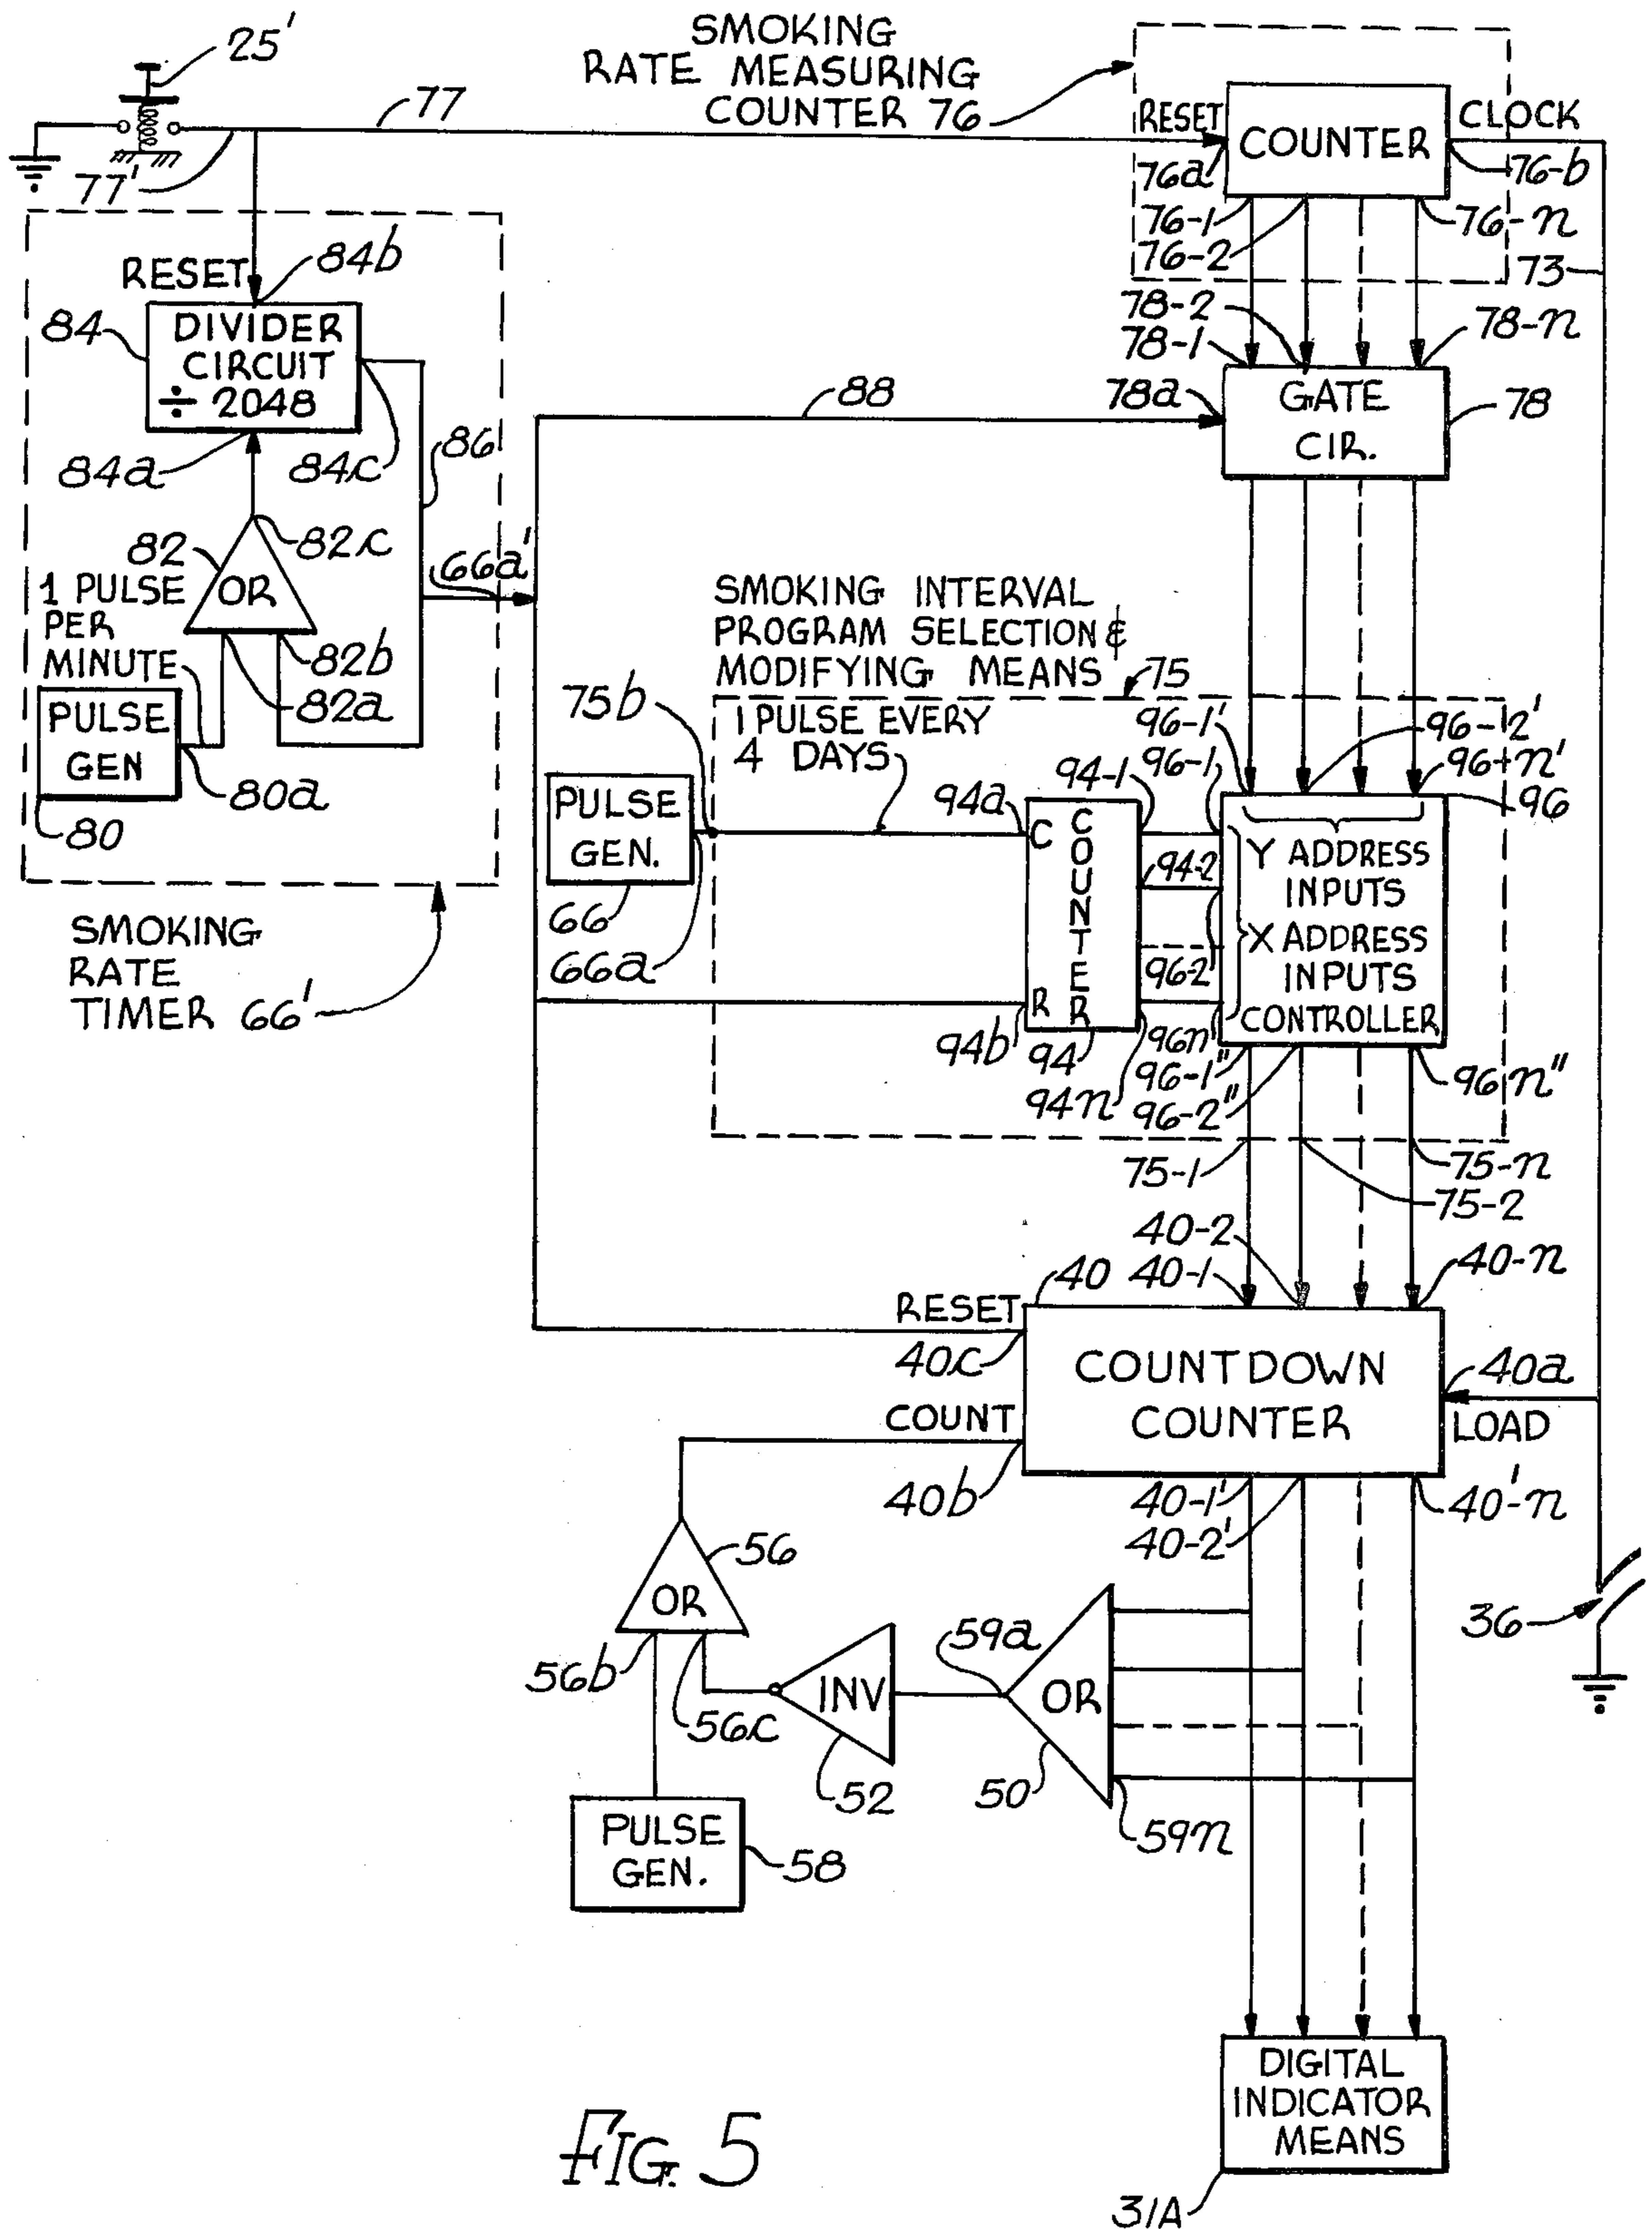 25'
SMOKING
RATE MEASURING
COUNTER 76
77
77'
RESET
COUNTER
CLOCK
76a
76-b
76-1
76-2
76-n
73
RESET
84b
84
DIVIDER
CIRCUIT
÷ 2048
84a
84c
86
78-2
78-1
78-n
88
78a
GATE
CIR.
78
82
82c
OR
1 PULSE
PER
MINUTE
82b
82a
66a'
PULSE
GEN
80a
80
SMOKING
RATE
TIMER 66'
SMOKING INTERVAL
PROGRAM SELECTION &
MODIFYING MEANS
75
75b
1 PULSE EVERY
4 DAYS
96-1'
96-2'
96-n'
96
94-1
96-1
94a
PULSE
GEN.
66
66a
C
COUNTER
R
94-2
96-2
94b
94
94n
96n
Y ADDRESS
INPUTS
X ADDRESS
INPUTS
CONTROLLER
96-1"
96-2"
96n"
75-1
75-n
75-2
40-2
40
40-1
40-n
RESET
40c
COUNTDOWN
COUNTER
40a
LOAD
COUNT
40b
40-1'
40-2'
40'-n
56
OR
56b
56c
INV
52
59a
OR
50
59n
36
PULSE
GEN.
58
DIGITAL
INDICATOR
MEANS
31A
FIG. 5